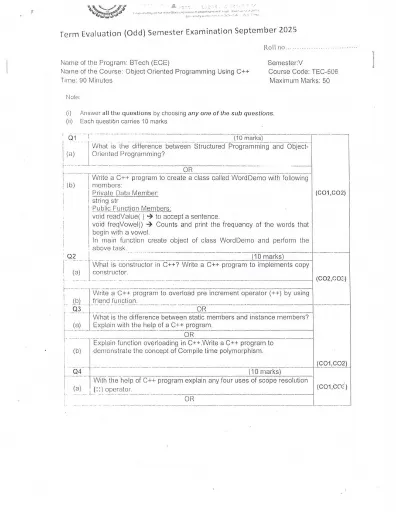 Term Evaluation (Odd) Semester Examination September 2025
Roll no
Name of the Program: BTech (ECE) Semester:V
Name of the Course: Object Oriented Programming Using C++ Course Code: TEC-506
Time: 90 Minutes Maximum Marks: 50
Note:
(i) Answer all the questions by choosing any one of the sub questions.
(ii) Each question carries 10 marks
Q1 (10 marks)
(a) What is the difference between Structured Programming and Object-
Oriented Programming?
OR
(b) Write a C++ program to create a class called WordDemo with following
members:
Private Data Member:
string str
Public Function Members:
void readValue( ) → to accept a sentence.
void freqVowel() → Counts and print the frequency of the words that
begin with a vowel.
In main function create object of class WordDemo and perform the
above task.
(CO1,CO2)
Q2 (10 marks)
(a) What is constructor in C++? Write a C++ program to implements copy
constructor.
(CO2,
(b) Write a C++ program to overload pre increment operator (++) by using
friend function.
Q3 OR
(a) What is the difference between static members and instance members?
Explain with the help of a C++ program.
OR
(b) Explain function overloading in C++.Write a C++ program to
demonstrate the concept of Compile time polymorphism.
(CO1,CO2)
Q4 (10 marks)
(a) With the help of C++ program explain any four uses of scope resolution
(::) operator.
(CO1,
OR